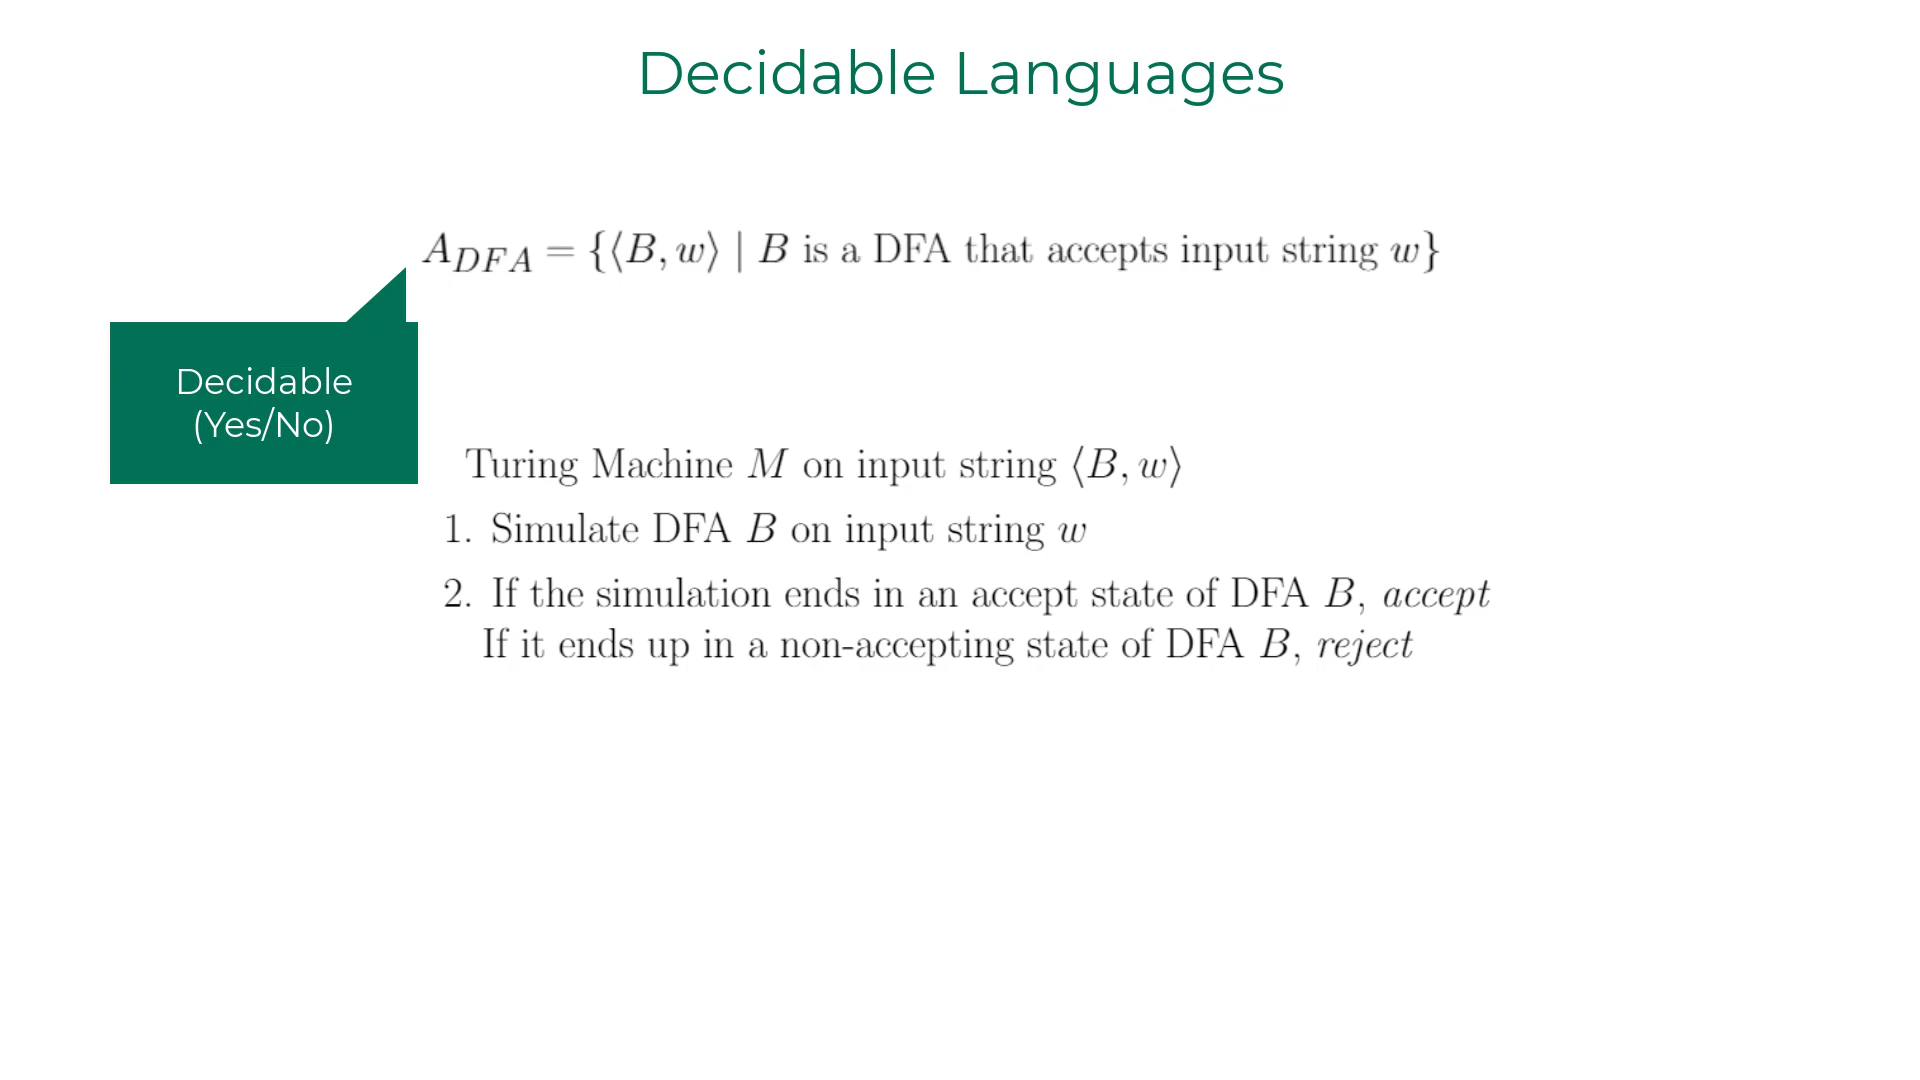 Decidable Languages
A_{DFA} = {⟨B, w⟩ | B is a DFA that accepts input string w}
Decidable
(Yes/No)
Turing Machine M on input string ⟨B, w⟩
1. Simulate DFA B on input string w
2. If the simulation ends in an accept state of DFA B, accept
If it ends up in a non-accepting state of DFA B, reject